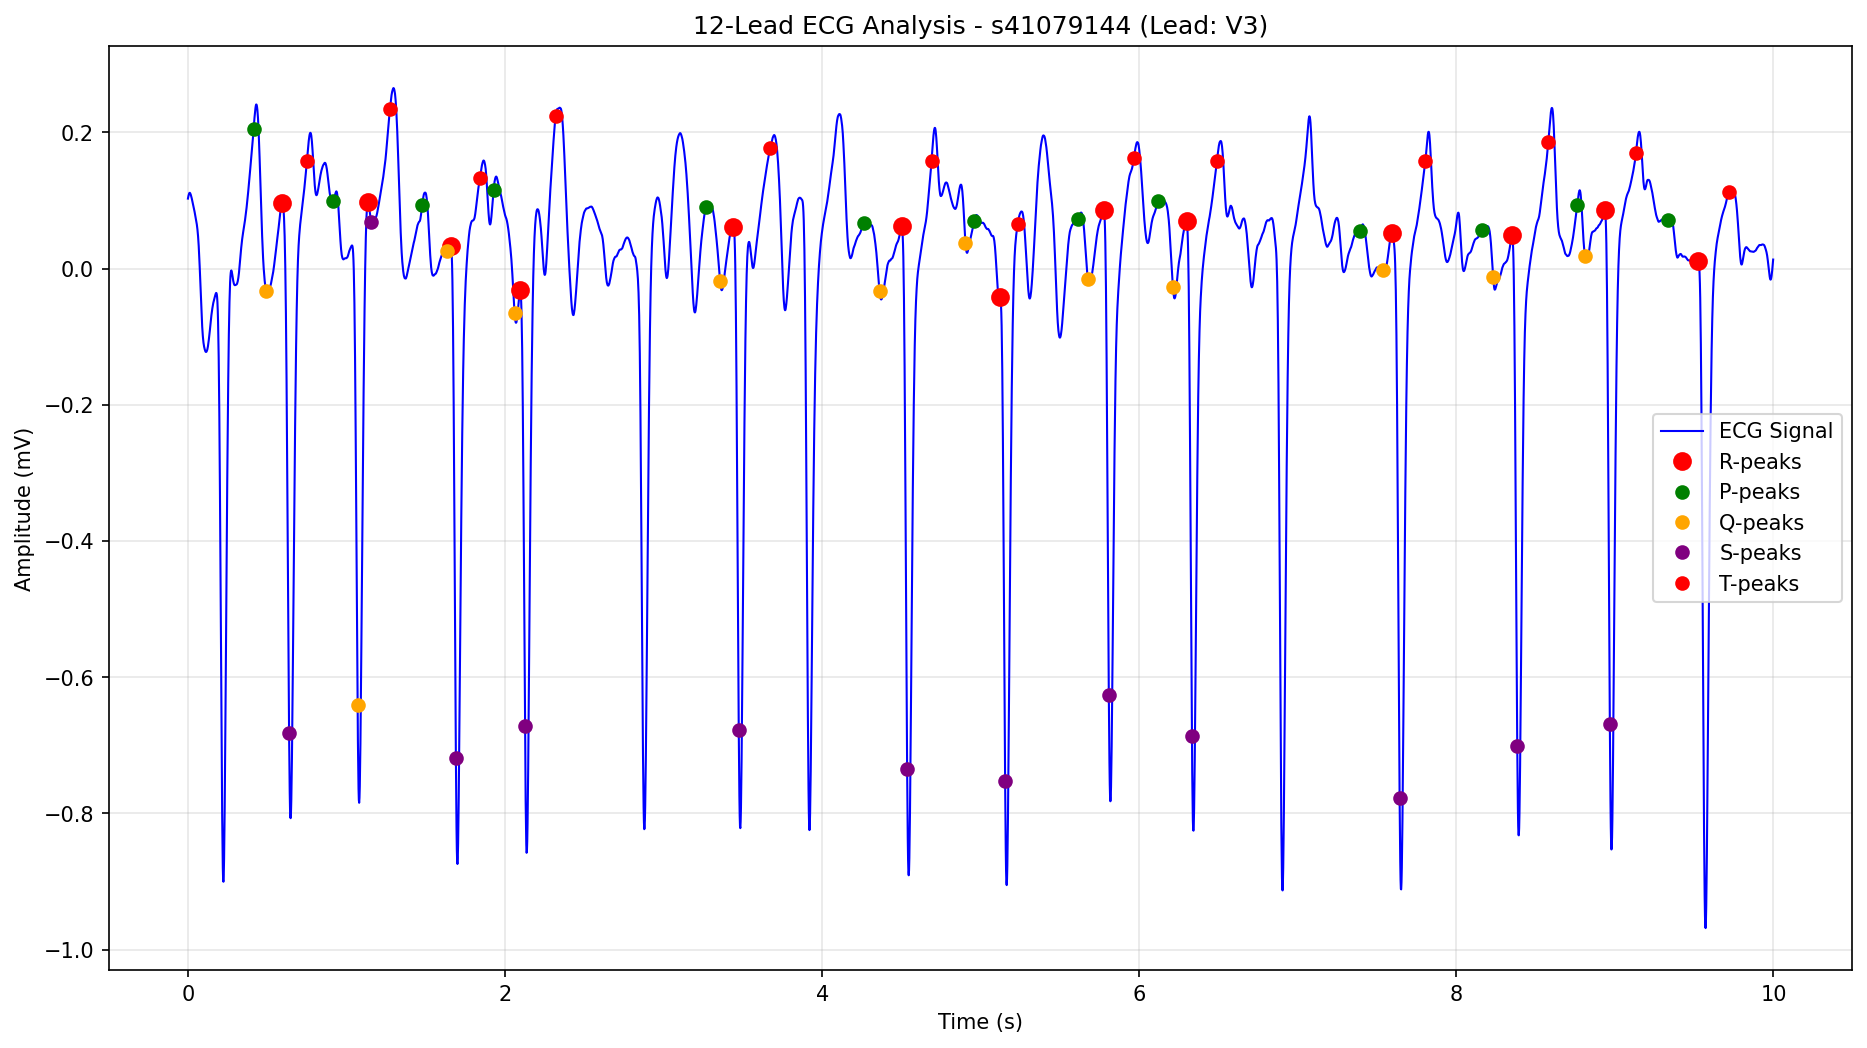 12-Lead ECG Analysis - s41079144 (Lead: V3)
Amplitude (mV)
0.2
0.0
−0.2
−0.4
−0.6
−0.8
−1.0
ECG Signal
R-peaks
P-peaks
Q-peaks
S-peaks
T-peaks
0 2 4 6 8 10
Time (s)